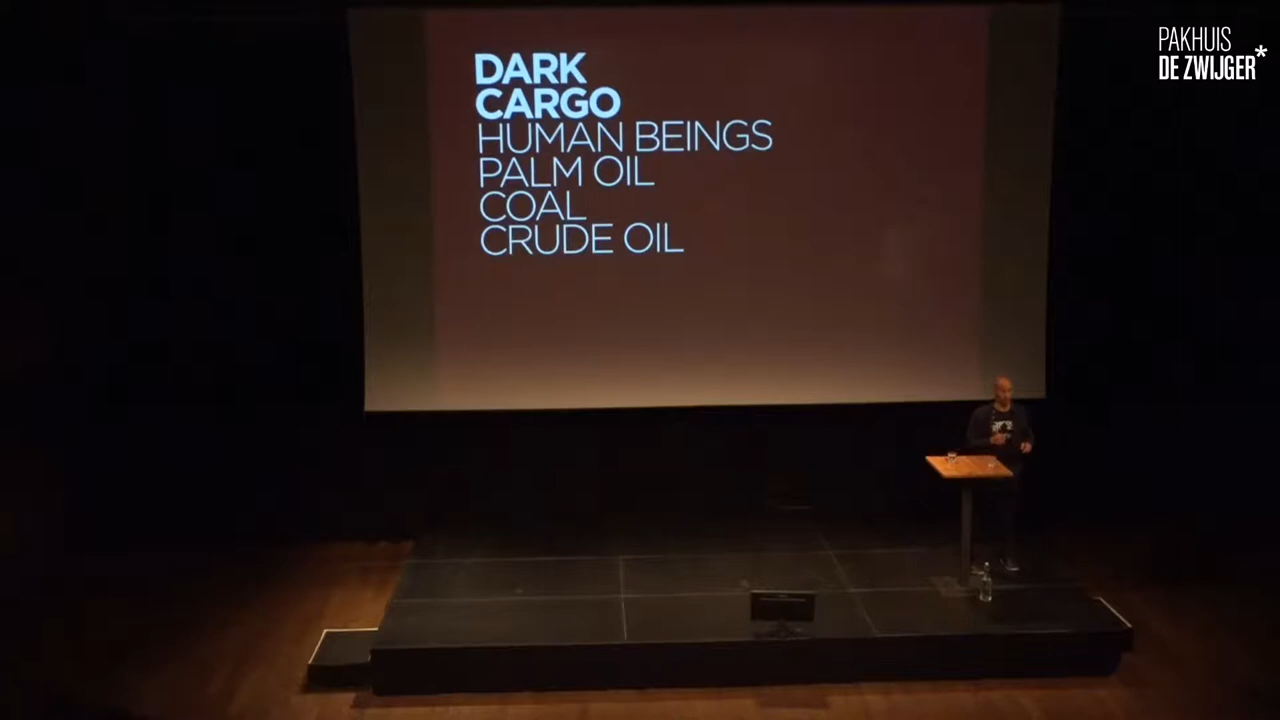 DARK
CARGO
HUMAN BEINGS
PALM OIL
COAL
CRUDE OIL
PAKHUIS
DE ZWIJGER*